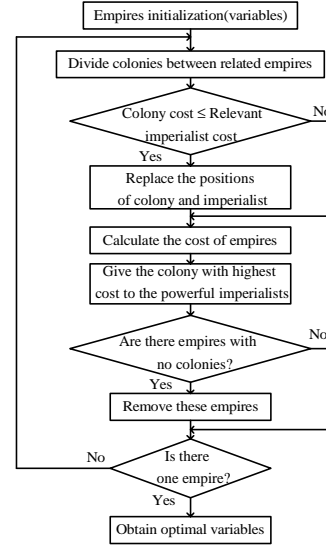 Empires initialization(variables)
Divide colonies between related empires
Colony cost ≤ Relevant
imperialist cost
No
Yes
Replace the positions
of colony and imperialist
Calculate the cost of empires
Give the colony with highest
cost to the powerful imperialists
Are there empires with
no colonies?
No
Yes
Remove these empires
Is there
one empire?
No
Yes
Obtain optimal variables